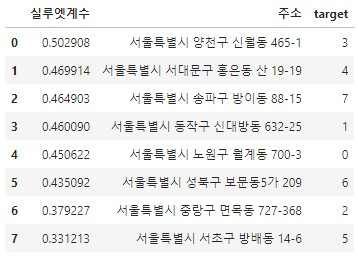 실루엣계수 주소 target
0 0.502908 서울특별시 양천구 신월동 465-1 3
1 0.469914 서울특별시 서대문구 홍은동 산 19-19 4
2 0.464903 서울특별시 송파구 방이동 88-15 7
3 0.460090 서울특별시 동작구 신대방동 632-25 1
4 0.450622 서울특별시 노원구 월계동 700-3 0
5 0.435092 서울특별시 성북구 보문동5가 209 6
6 0.379227 서울특별시 중랑구 면목동 727-368 2
7 0.331213 서울특별시 서초구 방배동 14-6 5